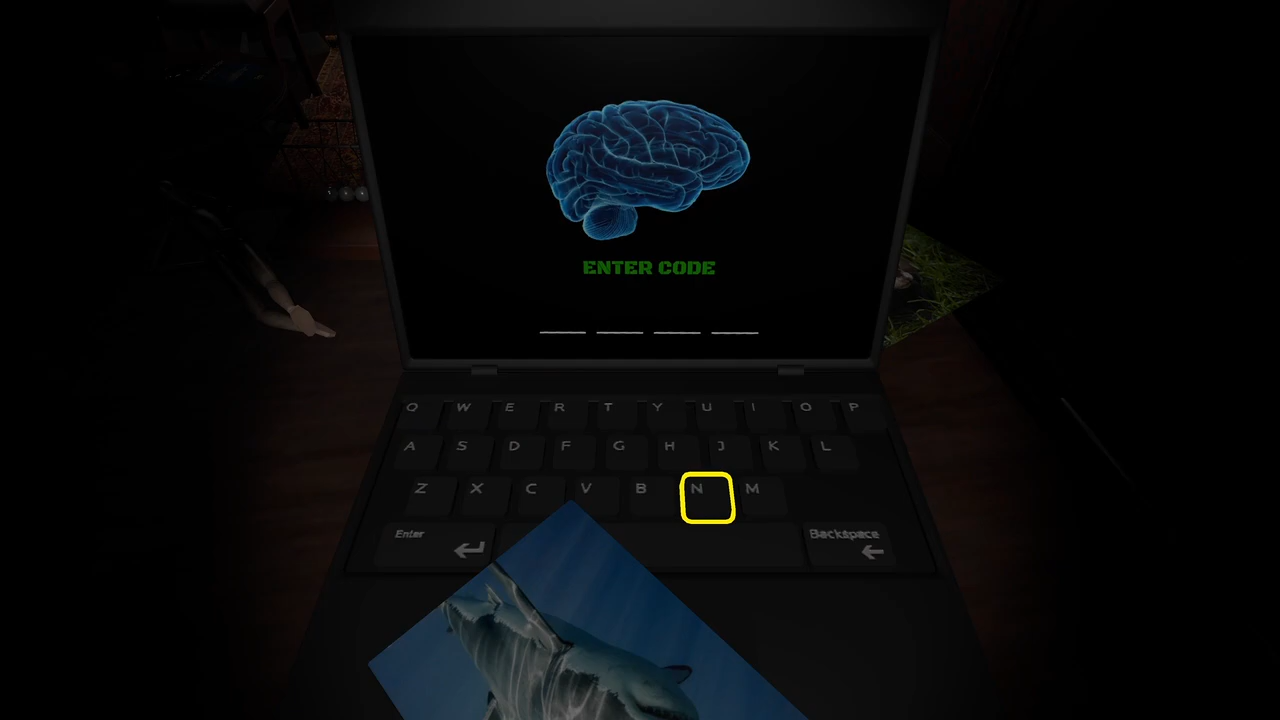 ENTER CODE
Q W E R T Y U I O P
A S D F G H J K L
Z X C V B N M
Enter Backspace